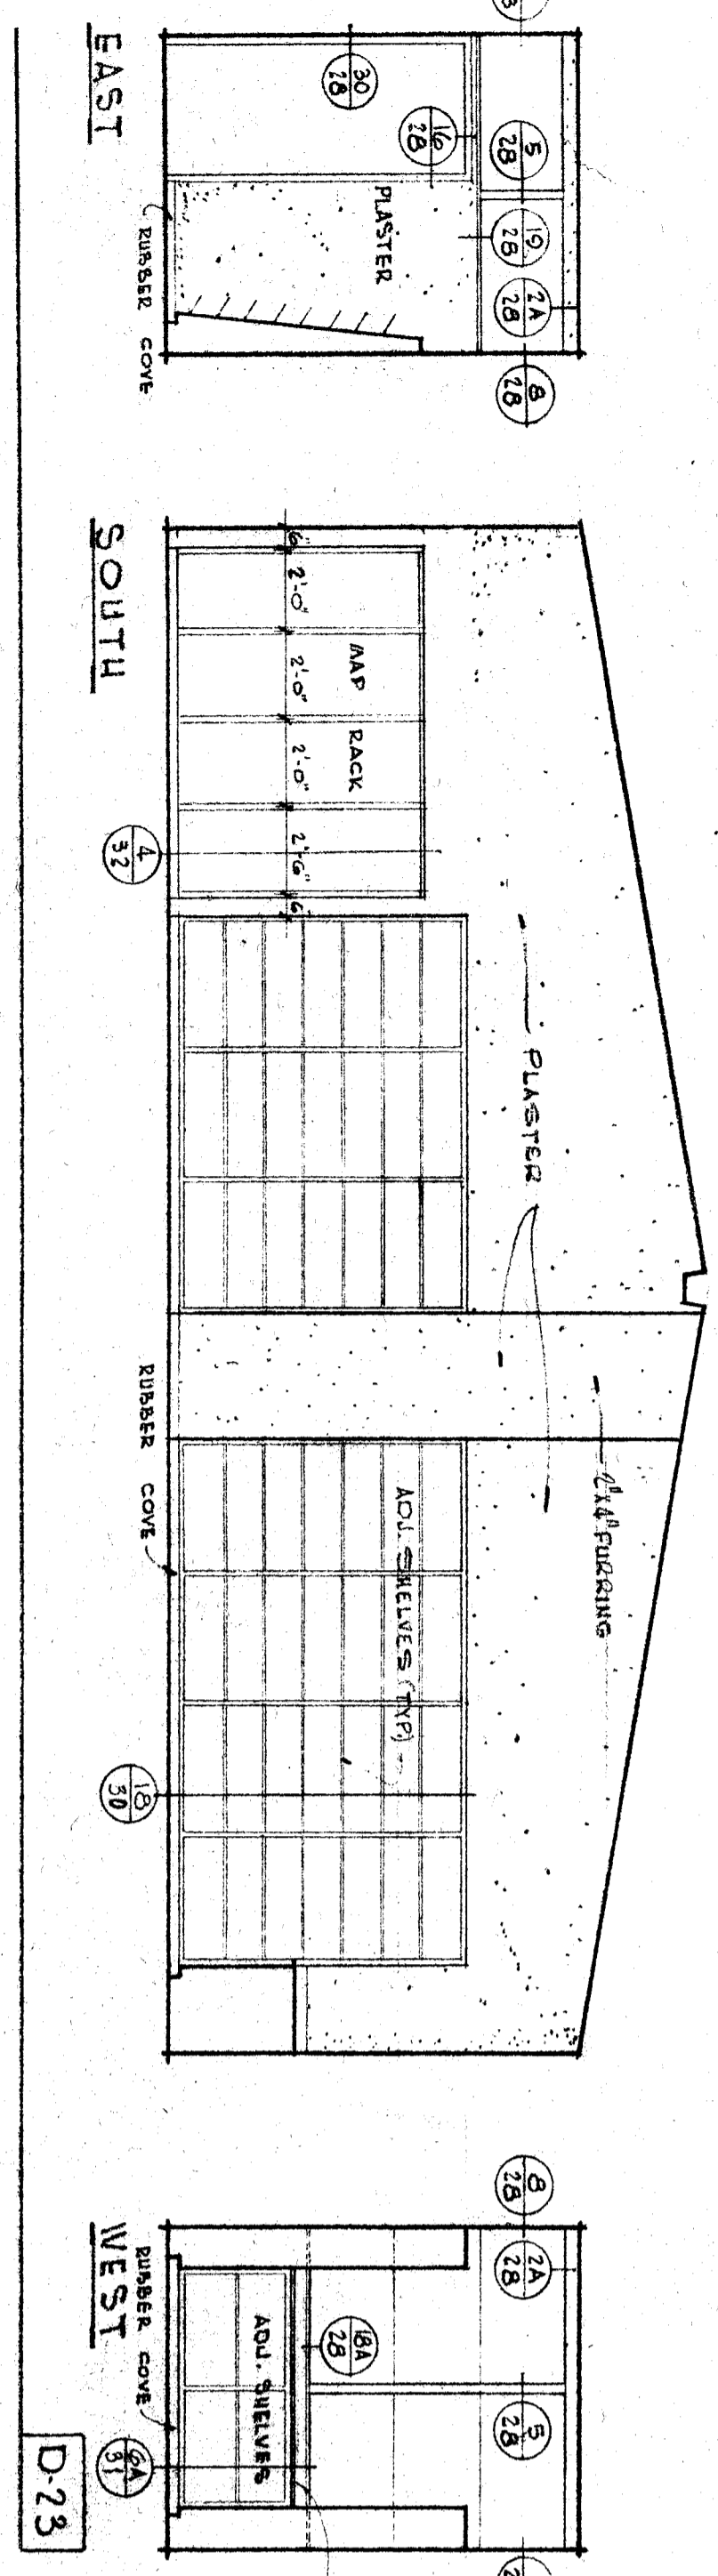 30
28
16
28
5
28
19
28
2A
28
8
28
PLASTER
RUBBER COVE
EAST
6"
2'-0"
2'-0"
2'-0"
2'-6"
6"
MAP RACK
4
32
PLASTER
2"X4" FURRING
ADJ. SHELVES (TYP)
RUBBER COVE
18
30
SOUTH
8
28
2A
28
18A
28
5
28
ADJ. SHELVES
RUBBER COVE
6A
31
WEST
D-23